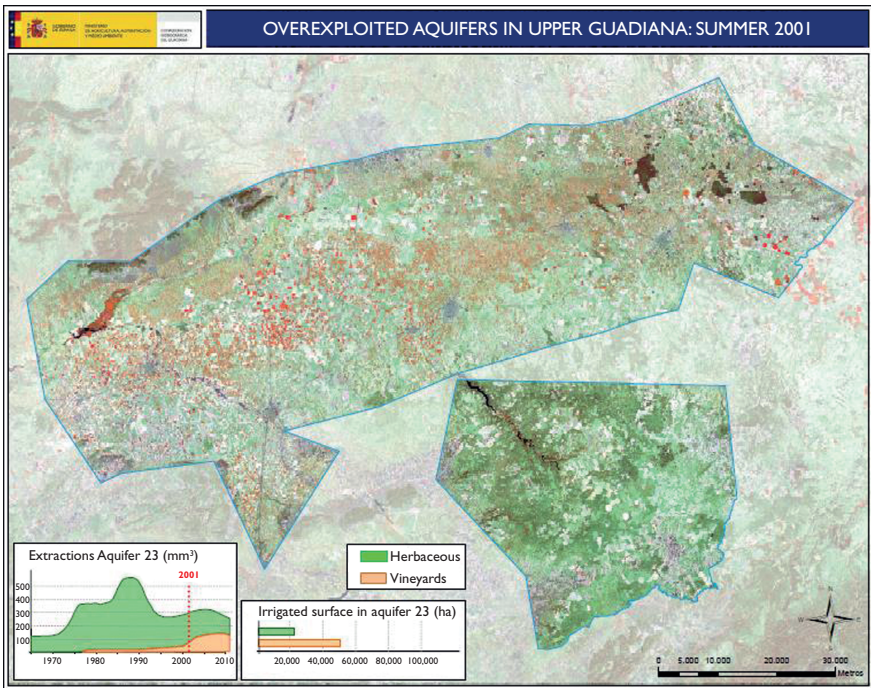 GOBIERNO
DE ESPAÑA
MINISTERIO
DE AGRICULTURA, ALIMENTACIÓN
Y MEDIO AMBIENTE
CONFEDERACIÓN
HIDROGRÁFICA
DEL GUADIANA
OVEREXPLOITED AQUIFERS IN UPPER GUADIANA: SUMMER 2001
Extractions Aquifer 23 (mm³)
2001
500
400
300
200
100
1970 1980 1990 2000 2010
Herbaceous
Vineyards
Irrigated surface in aquifer 23 (ha)
20,000 40,000 60,000 80,000 100,000
N
W E
S
0 5.000 10.000 20.000 30.000
Metros